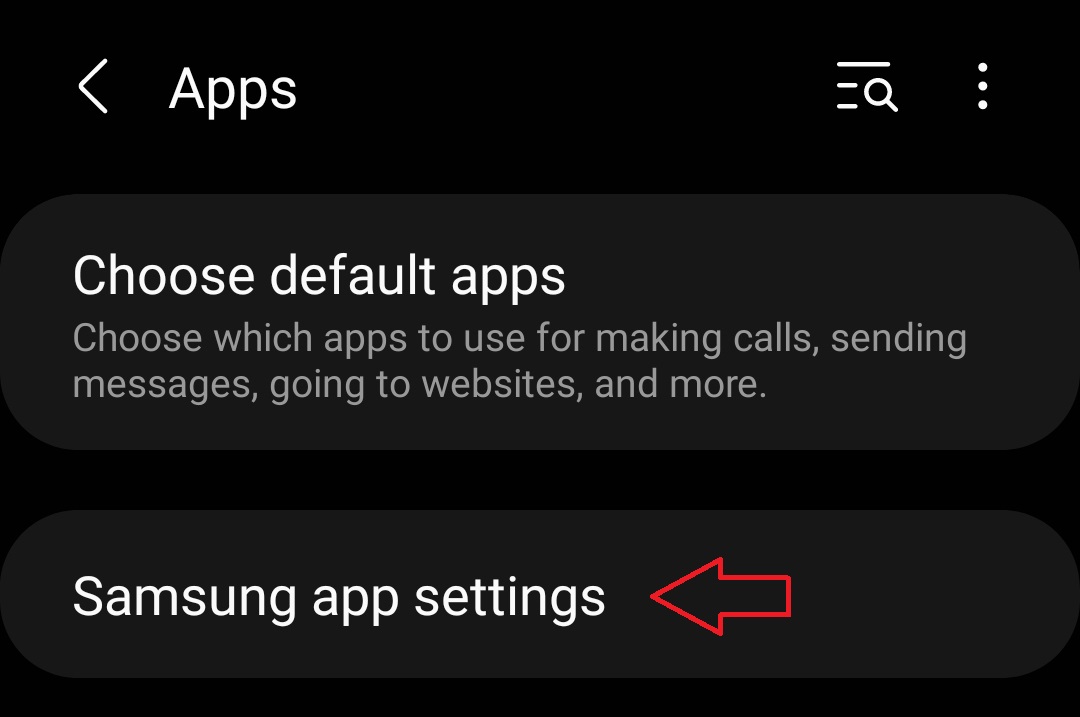 Apps
Choose default apps
Choose which apps to use for making calls, sending
messages, going to websites, and more.
Samsung app settings